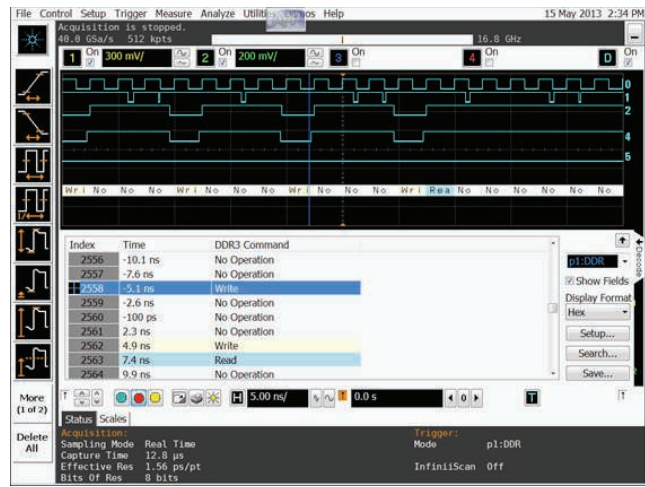 File Control Setup Trigger Measure Analyze Utilities Demos Help 15 May 2013 2:34 PM
Acquisition is stopped.
40.0 GSa/s 512 kpts 16.8 GHz
1 On 300 mV/ 2 On 200 mV/ 3 On 4 On D On
0
1
2
4
5
Wri No No No Wri No No No Wri No No No Wri Rea No No No No No No
Index Time DDR3 Command
2556 -10.1 ns No Operation
2557 -7.6 ns No Operation
2558 -5.1 ns Write
2559 -2.6 ns No Operation
2560 -100 ps No Operation
2561 2.3 ns No Operation
2562 4.9 ns Write
2563 7.4 ns Read
2564 9.9 ns No Operation
Decode
p1:DDR
Show Fields
Display Format
Hex
Setup...
Search...
Save...
More
(1 of 2)
Delete
All
H 5.00 ns/ 0.0 s 0 T
Status Scales
Acquisition:
Sampling Mode Real Time
Capture Time 12.8 µs
Effective Res 1.56 ps/pt
Bits Of Res 8 bits
Trigger:
Mode p1:DDR
InfiniiScan Off